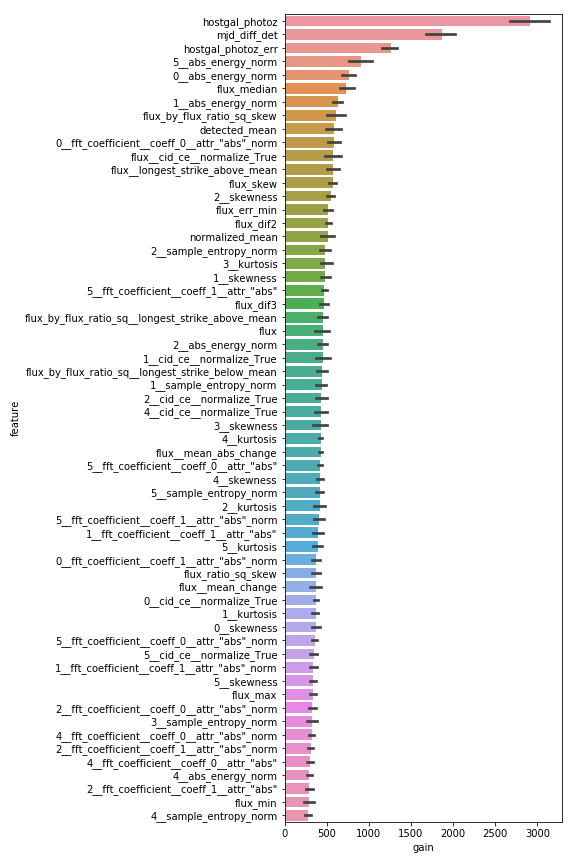 hostgal_photoz
mjd_diff_det
hostgal_photoz_err
5__abs_energy_norm
0__abs_energy_norm
flux_median
1__abs_energy_norm
flux_by_flux_ratio_sq_skew
detected_mean
0__fft_coefficient__coeff_0__attr_"abs"_norm
flux__cid_ce__normalize_True
flux__longest_strike_above_mean
flux_skew
2__skewness
flux_err_min
flux_dif2
normalized_mean
2__sample_entropy_norm
3__kurtosis
1__skewness
5__fft_coefficient__coeff_1__attr_"abs"
flux_dif3
flux_by_flux_ratio_sq__longest_strike_above_mean
flux
2__abs_energy_norm
1__cid_ce__normalize_True
flux_by_flux_ratio_sq__longest_strike_below_mean
1__sample_entropy_norm
2__cid_ce__normalize_True
4__cid_ce__normalize_True
3__skewness
4__kurtosis
flux__mean_abs_change
5__fft_coefficient__coeff_0__attr_"abs"
4__skewness
5__sample_entropy_norm
2__kurtosis
5__fft_coefficient__coeff_1__attr_"abs"_norm
1__fft_coefficient__coeff_1__attr_"abs"
5__kurtosis
0__fft_coefficient__coeff_1__attr_"abs"_norm
flux_ratio_sq_skew
flux__mean_change
0__cid_ce__normalize_True
1__kurtosis
0__skewness
5__fft_coefficient__coeff_0__attr_"abs"_norm
5__cid_ce__normalize_True
1__fft_coefficient__coeff_1__attr_"abs"_norm
5__skewness
flux_max
2__fft_coefficient__coeff_0__attr_"abs"_norm
3__sample_entropy_norm
4__fft_coefficient__coeff_0__attr_"abs"_norm
2__fft_coefficient__coeff_1__attr_"abs"_norm
4__fft_coefficient__coeff_0__attr_"abs"
4__abs_energy_norm
2__fft_coefficient__coeff_1__attr_"abs"
flux_min
4__sample_entropy_norm
feature
0 500 1000 1500 2000 2500 3000
gain